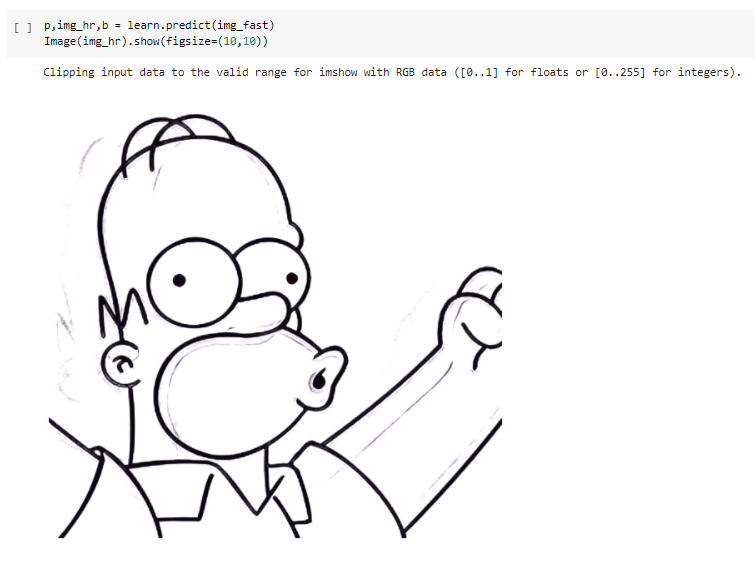 [ ] p,img_hr,b = learn.predict(img_fast)
Image(img_hr).show(figsize=(10,10))
Clipping input data to the valid range for imshow with RGB data ([0..1] for floats or [0..255] for integers).